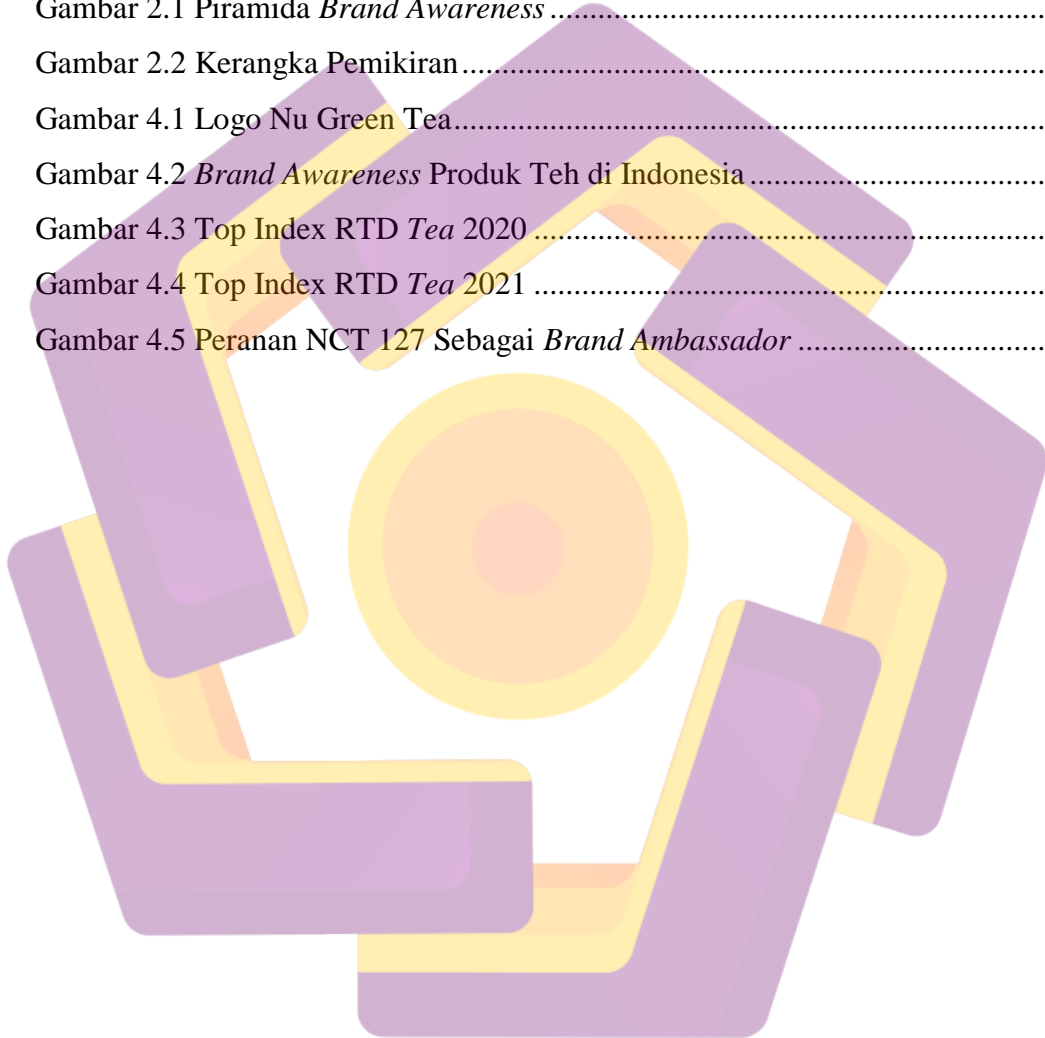 Gambar 2.1 Piramida Brand Awareness ..................................................
Gambar 2.2 Kerangka Pemikiran ..........................................................
Gambar 4.1 Logo Nu Green Tea ...........................................................
Gambar 4.2 Brand Awareness Produk Teh di Indonesia .....................................
Gambar 4.3 Top Index RTD Tea 2020 ................................................................
Gambar 4.4 Top Index RTD Tea 2021 ................................................................
Gambar 4.5 Peranan NCT 127 Sebagai Brand Ambassador ...............................